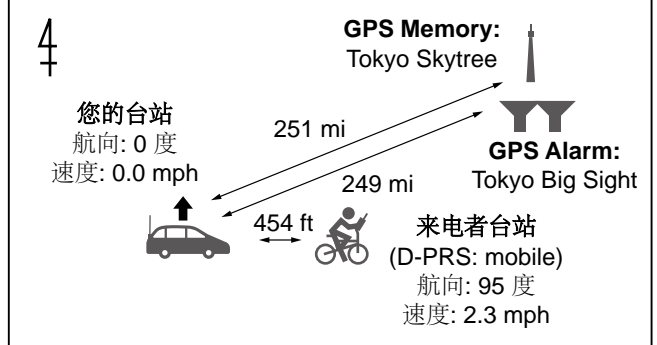 GPS Memory:
Tokyo Skytree
您的台站
航向: 0 度
速度: 0.0 mph
251 mi
GPS Alarm:
Tokyo Big Sight
249 mi
454 ft
来电者台站
(D-PRS: mobile)
航向: 95 度
速度: 2.3 mph